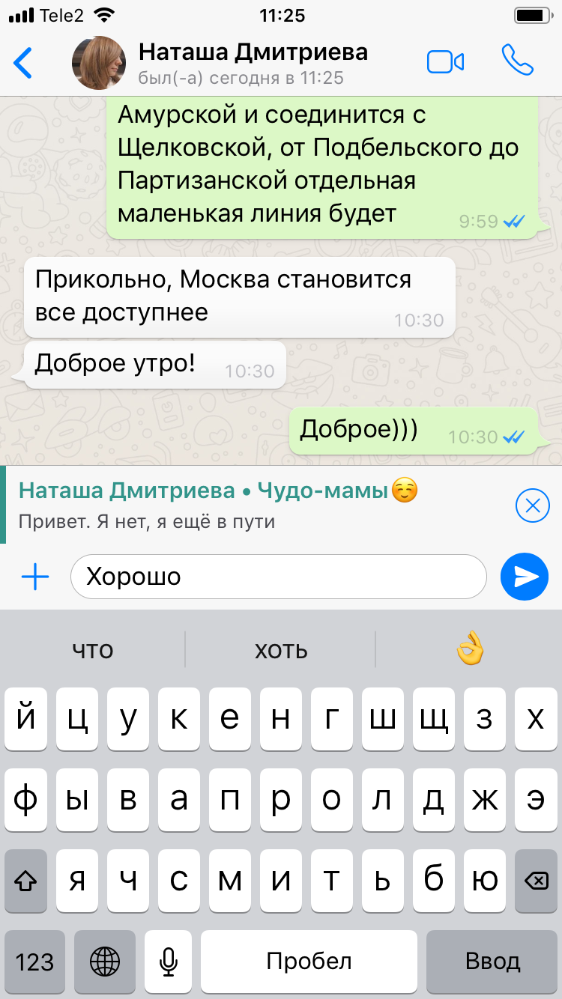 Tele2 11:25
Наташа Дмитриева
был(-а) сегодня в 11:25
Амурской и соединится с
Щелковской, от Подбельского до
Партизанской отдельная
маленькая линия будет 9:59
Прикольно, Москва становится
все доступнее 10:30
Доброе утро! 10:30
Доброе))) 10:30
Наташа Дмитриева • Чудо-мамы☺️
Привет. Я нет, я ещё в пути
Хорошо
что хоть 👌
й ц у к е н г ш щ з х
ф ы в а п р о л д ж э
я ч с м и т ь б ю
123 Пробел Ввод